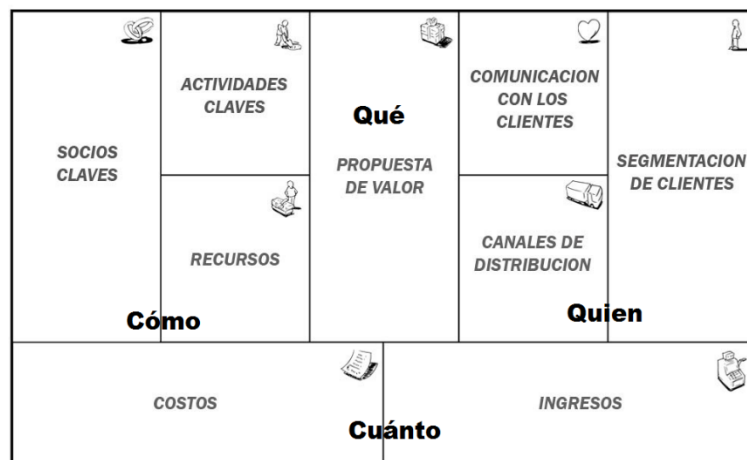 SOCIOS
CLAVES
ACTIVIDADES
CLAVES
RECURSOS
Cómo
Qué
PROPUESTA
DE VALOR
COMUNICACION
CON LOS
CLIENTES
CANALES DE
DISTRIBUCION
SEGMENTACION
DE CLIENTES
Quien
COSTOS
INGRESOS
Cuánto